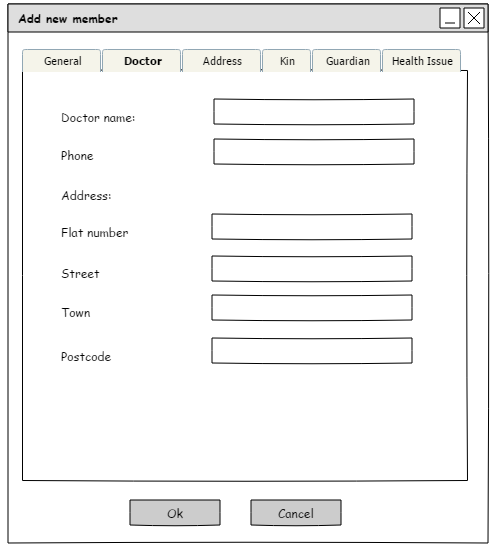 Add new member
General Doctor Address Kin Guardian Health Issue
Doctor name:
Phone
Address:
Flat number
Street
Town
Postcode
Ok Cancel